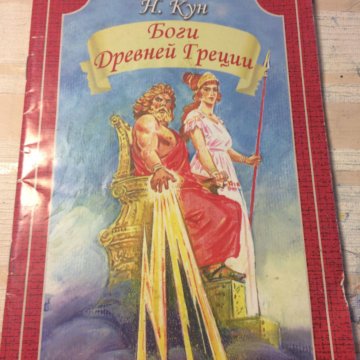 Н. Кун
Боги
Древней Греции